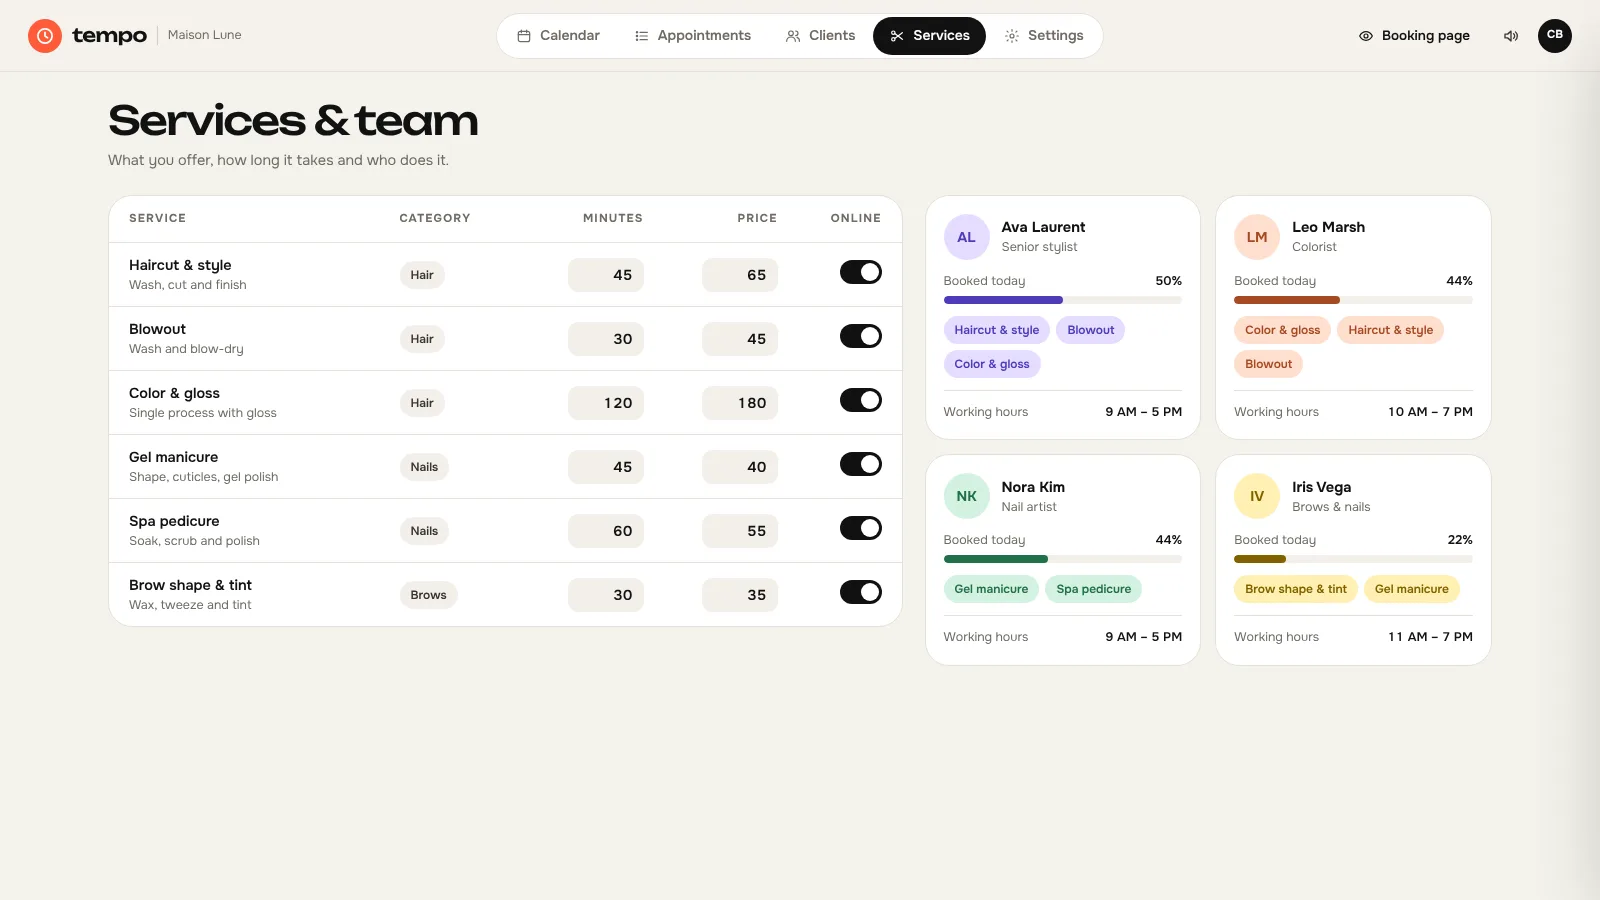 tempo
Maison Lune
Calendar
Appointments
Clients
Services
Settings
Booking page
CB
Services & team
What you offer, how long it takes and who does it.
SERVICE CATEGORY MINUTES PRICE ONLINE
Haircut & style
Wash, cut and finish
Hair
45
65
Blowout
Wash and blow-dry
Hair
30
45
Color & gloss
Single process with gloss
Hair
120
180
Gel manicure
Shape, cuticles, gel polish
Nails
45
40
Spa pedicure
Soak, scrub and polish
Nails
60
55
Brow shape & tint
Wax, tweeze and tint
Brows
30
35
AL
Ava Laurent
Senior stylist
Booked today 50%
Haircut & style
Blowout
Color & gloss
Working hours 9 AM – 5 PM
LM
Leo Marsh
Colorist
Booked today 44%
Color & gloss
Haircut & style
Blowout
Working hours 10 AM – 7 PM
NK
Nora Kim
Nail artist
Booked today 44%
Gel manicure
Spa pedicure
Working hours 9 AM – 5 PM
IV
Iris Vega
Brows & nails
Booked today 22%
Brow shape & tint
Gel manicure
Working hours 11 AM – 7 PM